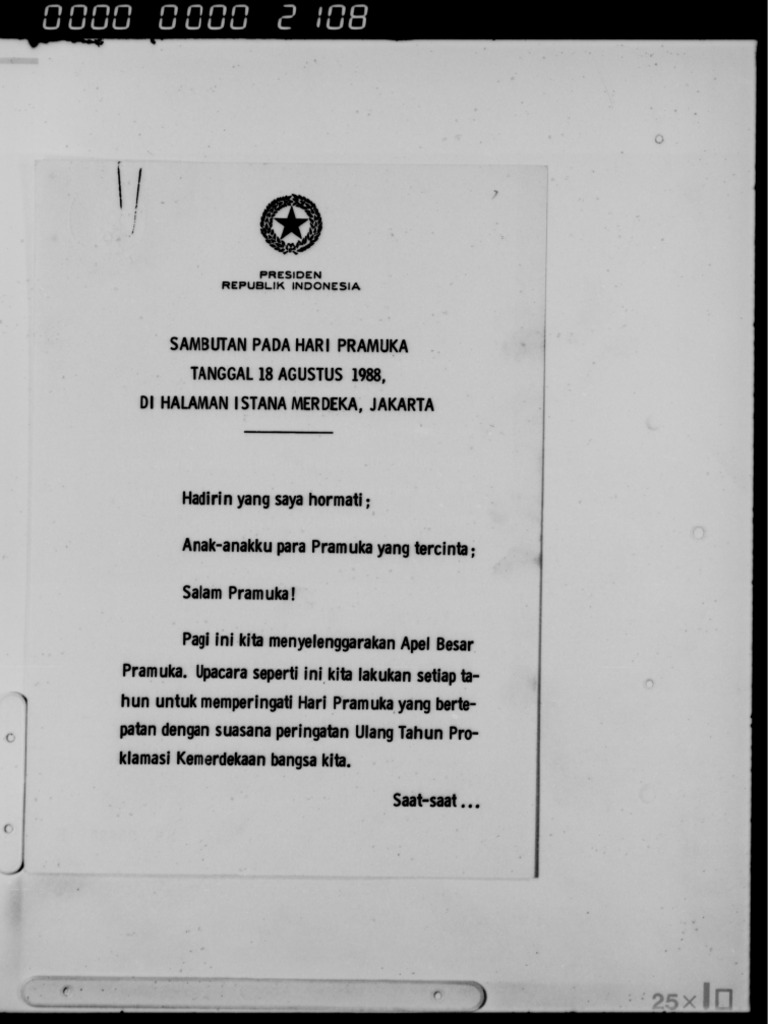 0000 0000 2 108
PRESIDEN
REPUBLIK INDONESIA
SAMBUTAN PADA HARI PRAMUKA
TANGGAL 18 AGUSTUS 1988,
DI HALAMAN ISTANA MERDEKA, JAKARTA
Hadirin yang saya hormati;
Anak-anakku para Pramuka yang tercinta;
Salam Pramuka!
Pagi ini kita menyelenggarakan Apel Besar
Pramuka. Upacara seperti ini kita lakukan setiap ta-
hun untuk memperingati Hari Pramuka yang berte-
patan dengan suasana peringatan Ulang Tahun Pro-
klamasi Kemerdekaan bangsa kita.
Saat-saat...
25×